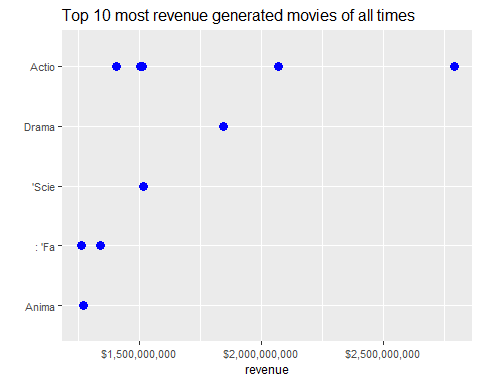 Top 10 most revenue generated movies of all times
Actio
Drama
'Scie
: 'Fa
Anima
$1,500,000,000 $2,000,000,000 $2,500,000,000
revenue